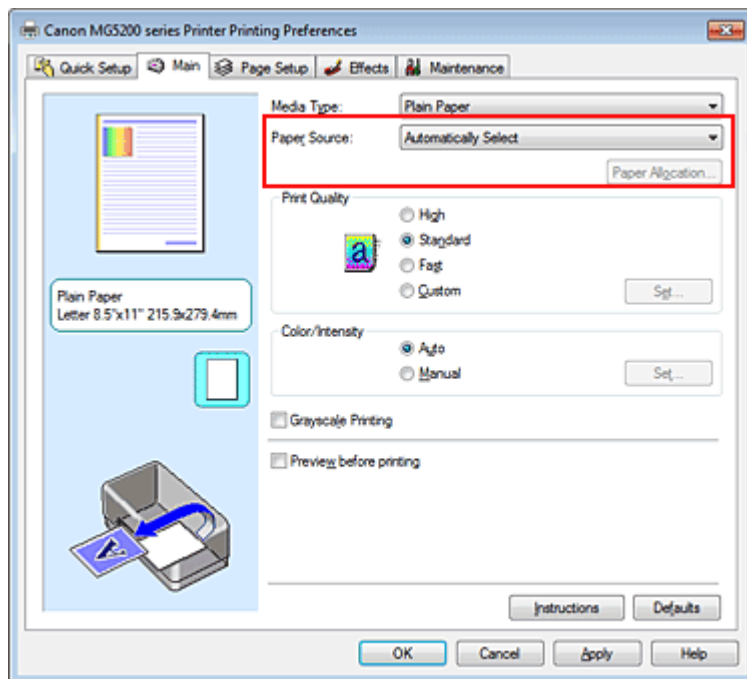 Canon MG5200 series Printer Printing Preferences
Quick Setup Main Page Setup Effects Maintenance
Media Type: Plain Paper
Paper Source: Automatically Select
Paper Allocation...
Print Quality
High
a Standard
Fast
Custom Set...
Plain Paper
Letter 8.5"x11" 215.9x279.4mm
Color/Intensity
Auto
Manual Set...
Grayscale Printing
Preview before printing
A
Instructions Defaults
OK Cancel Apply Help